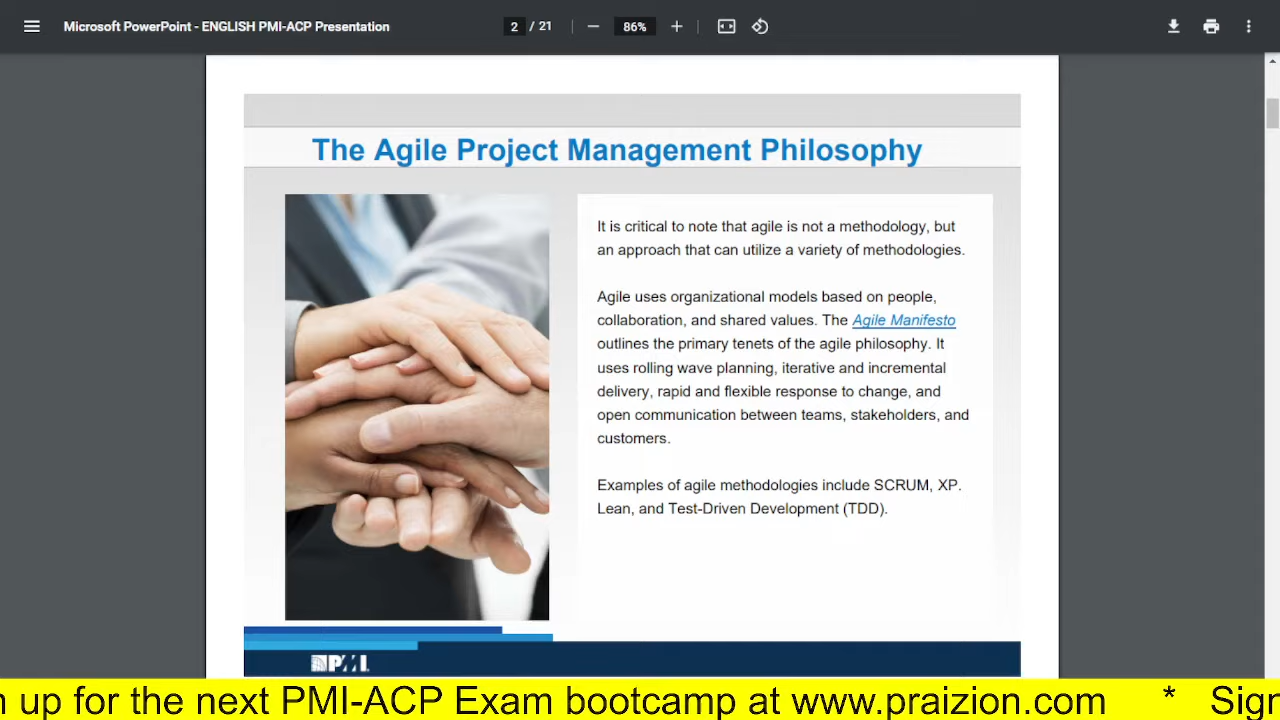 Microsoft PowerPoint - ENGLISH PMI-ACP Presentation
2 / 21
86%
The Agile Project Management Philosophy
It is critical to note that agile is not a methodology, but
an approach that can utilize a variety of methodologies.
Agile uses organizational models based on people,
collaboration, and shared values. The Agile Manifesto
outlines the primary tenets of the agile philosophy. It
uses rolling wave planning, iterative and incremental
delivery, rapid and flexible response to change, and
open communication between teams, stakeholders, and
customers.
Examples of agile methodologies include SCRUM, XP.
Lean, and Test-Driven Development (TDD).
PMI
up for the next PMI-ACP Exam bootcamp at www.praizion.com * Sign